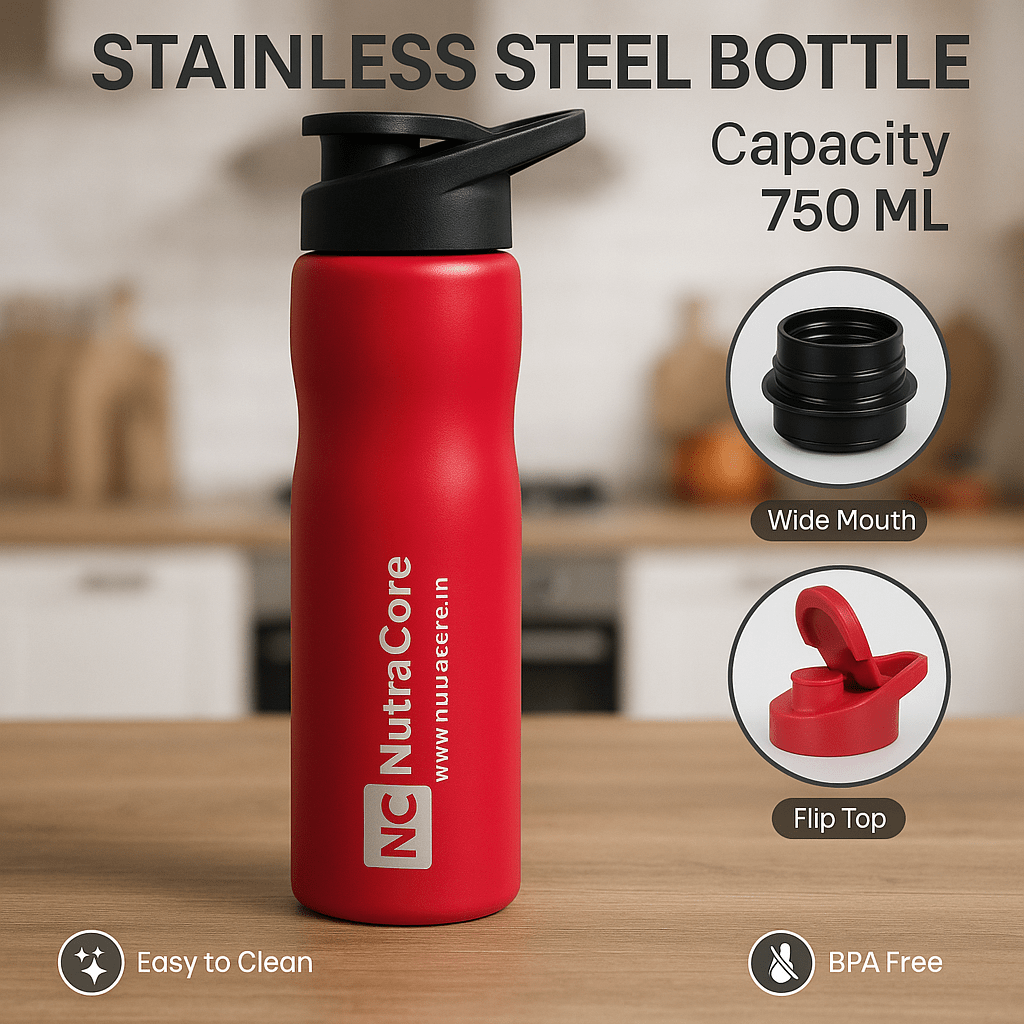 STAINLESS STEEL BOTTLE
Capacity
750 ML
Wide Mouth
Flip Top
NC NutraCore
Easy to Clean
BPA Free